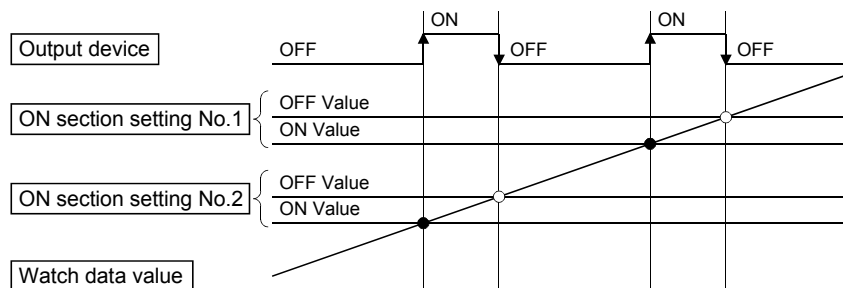 ON
ON
Output device
OFF
OFF
OFF
OFF Value
ON section setting No.1
ON Value
OFF Value
ON section setting No.2
ON Value
Watch data value